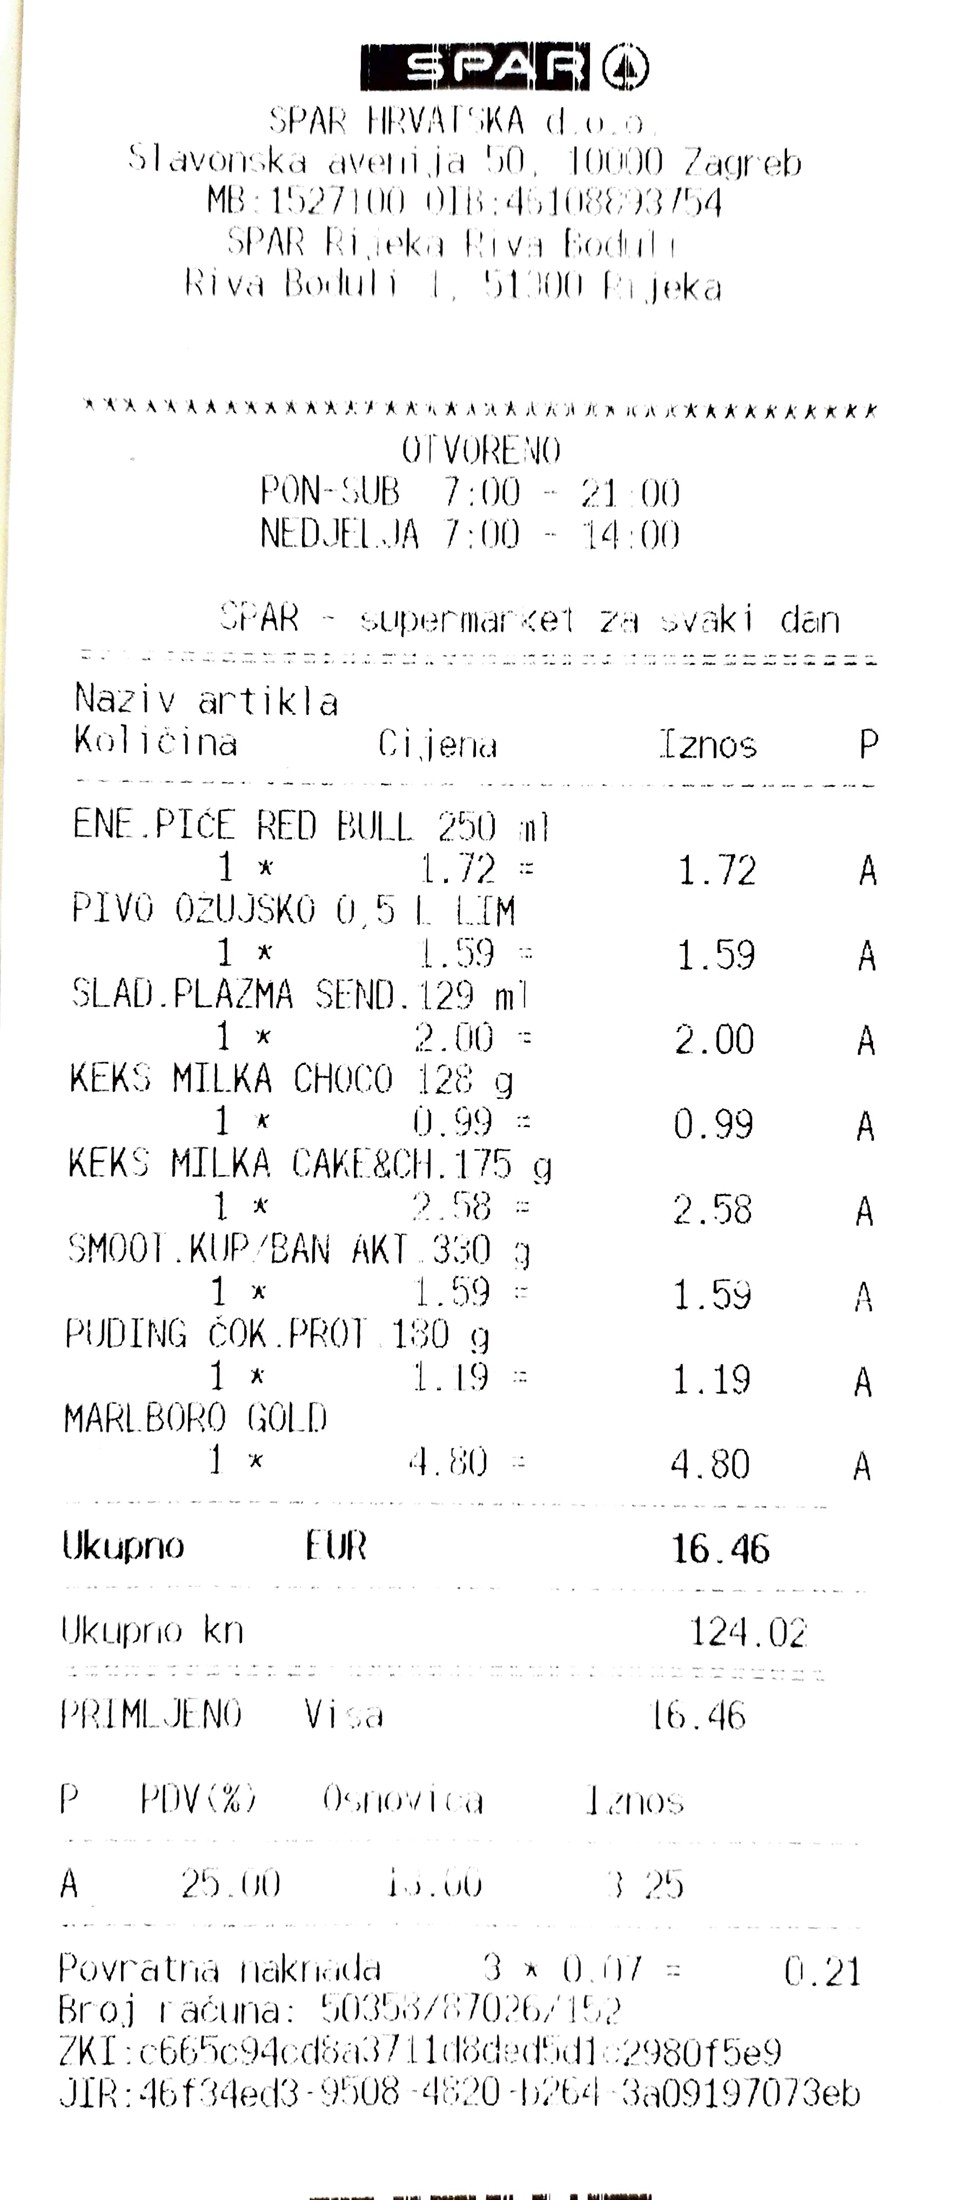 SPAR
SPAR HRVATSKA d.o.o.
Slavonska avenija 50, 10000 Zagreb
MB:1527100 OIB:46108893754
SPAR Rijeka Riva Boduli
Riva Boduli 1, 51300 Rijeka
****************************************
OTVORENO
PON-SUB 7:00 - 21:00
NEDJELJA 7:00 - 14:00
SPAR - supermarket za svaki dan
Naziv artikla
Količina Cijena Iznos P
ENE.PIĆE RED BULL 250 ml
1 * 1.72 = 1.72 A
PIVO OŽUJSKO 0,5 L LIM
1 * 1.59 = 1.59 A
SLAD.PLAZMA SEND.129 ml
1 * 2.00 = 2.00 A
KEKS MILKA CHOCO 128 g
1 * 0.99 = 0.99 A
KEKS MILKA CAKE&CH.175 g
1 * 2.58 = 2.58 A
SMOOT.KUP/BAN AKT.330 g
1 * 1.59 = 1.59 A
PUDING ČOK.PROT.180 g
1 * 1.19 = 1.19 A
MARLBORO GOLD
1 * 4.80 = 4.80 A
Ukupno EUR 16.46
Ukupno kn 124.02
PRIMLJENO Visa 16.46
P PDV(%) Osnovica Iznos
A 25.00 3.25
Povratna naknada 3 * 0.07 = 0.21
Broj računa: 50358/87026/152
ZKI:c665c94cd8a3711d8ded5d1c2980f5e9
JIR:46f34ed3-9508-4820-b264-3a09197073eb